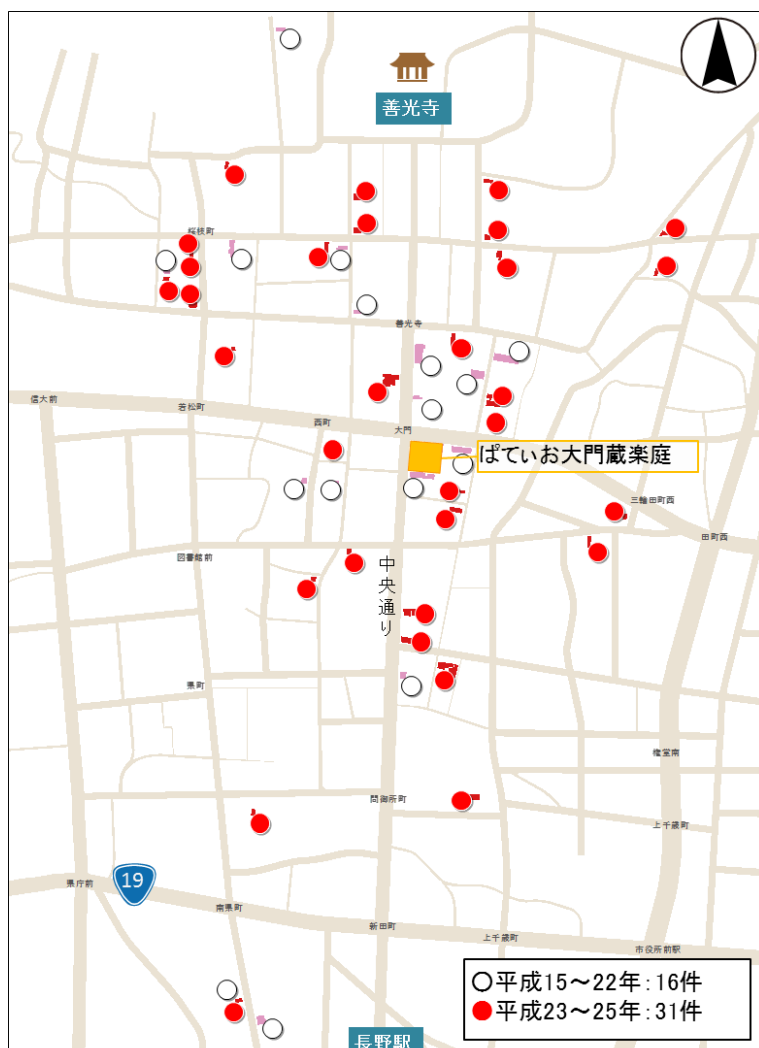 善光寺
桜枝町
善光寺
信大前
若松町
西町
大門
ぱてぃお大門蔵楽庭
三輪田町西
田町西
図書館前
中央通り
県町
権堂南
問御所町
上千歳町
県庁前
19
南県町
新田町
上千歳町
市役所前駅
○平成15～22年:16件
●平成23～25年:31件
長野駅